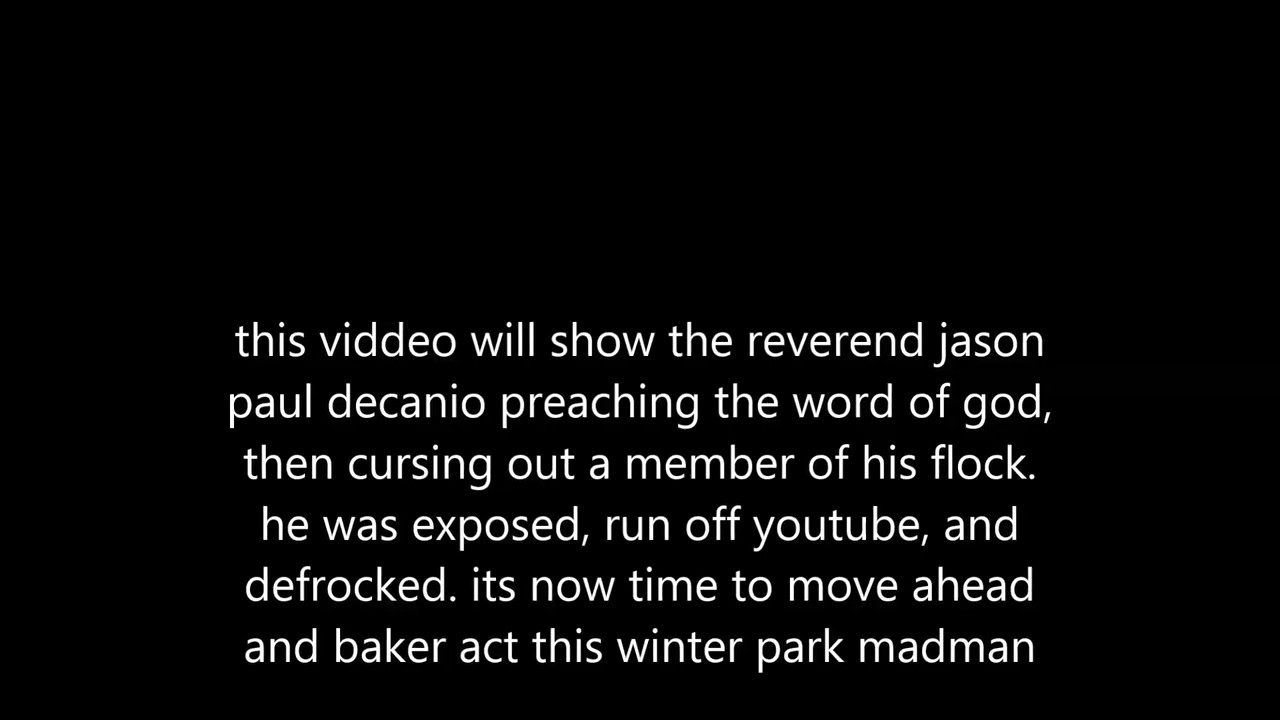 this viddeo will show the reverend jason
paul decanio preaching the word of god,
then cursing out a member of his flock.
he was exposed, run off youtube, and
defrocked. its now time to move ahead
and baker act this winter park madman